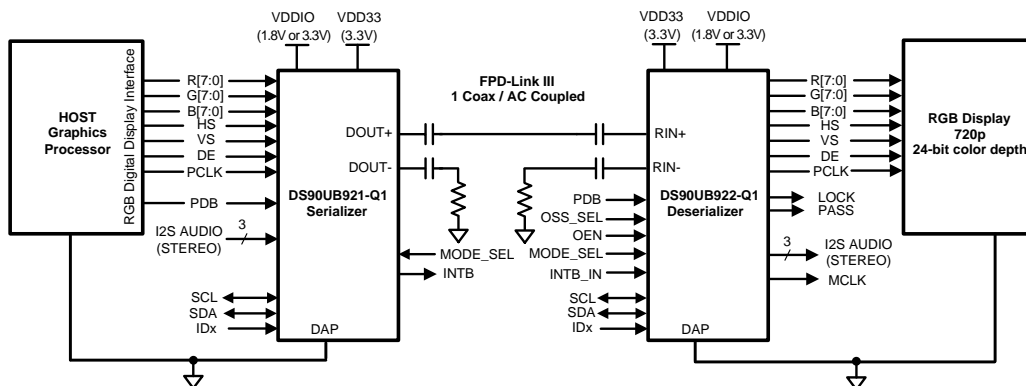 VDDIO
(1.8V or 3.3V)
VDD33
(3.3V)
VDD33
(3.3V)
VDDIO
(1.8V or 3.3V)
HOST
Graphics
Processor
RGB Digital Display Interface
R[7:0]
G[7:0]
B[7:0]
HS
VS
DE
PCLK
PDB
I2S AUDIO
(STEREO)
3
SCL
SDA
IDx
DOUT+
DOUT-
DS90UB921-Q1
Serializer
MODE_SEL
INTB
DAP
FPD-Link III
1 Coax / AC Coupled
RIN+
RIN-
DS90UB922-Q1
Deserializer
PDB
OSS_SEL
OEN
MODE_SEL
INTB_IN
SCL
SDA
IDx
DAP
R[7:0]
G[7:0]
B[7:0]
HS
VS
DE
PCLK
LOCK
PASS
3
I2S AUDIO
(STEREO)
MCLK
RGB Display
720p
24-bit color depth